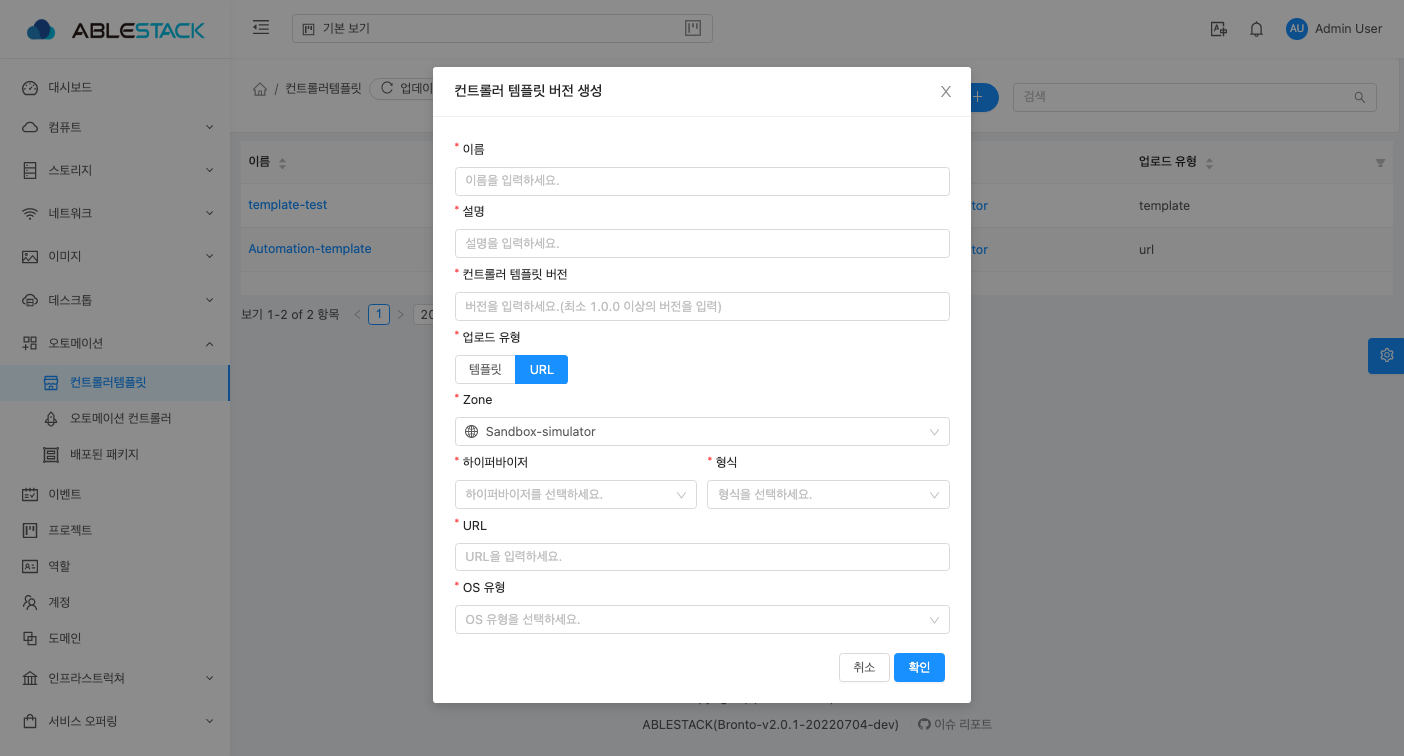 ABLESTACK
기본 보기
Admin User
AU
대시보드
컴퓨트
스토리지
네트워크
이미지
데스크톱
오토메이션
컨트롤러템플릿
오토메이션 컨트롤러
배포된 패키지
이벤트
프로젝트
역할
계정
도메인
인프라스트럭쳐
서비스 오퍼링
/ 컨트롤러템플릿
업데이
검색
이름
업로드 유형
template-test
tor
template
Automation-template
tor
url
보기 1-2 of 2 항목
1
20
컨트롤러 템플릿 버전 생성
* 이름
이름을 입력하세요.
* 설명
설명을 입력하세요.
* 컨트롤러 템플릿 버전
버전을 입력하세요.(최소 1.0.0 이상의 버전을 입력)
* 업로드 유형
템플릿 URL
* Zone
Sandbox-simulator
* 하이퍼바이저
하이퍼바이저를 선택하세요.
* 형식
형식을 선택하세요.
* URL
URL을 입력하세요.
* OS 유형
OS 유형을 선택하세요.
취소 확인
ABLESTACK(Bronto-v2.0.1-20220704-dev)
이슈 리포트